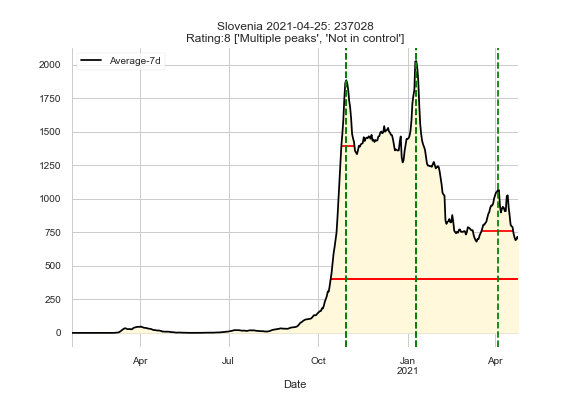 Slovenia 2021-04-25: 237028
Rating:8 ['Multiple peaks', 'Not in control']
Average-7d
2000
1750
1500
1250
1000
750
500
250
0
Apr
Jul
Oct
Jan
2021
Apr
Date